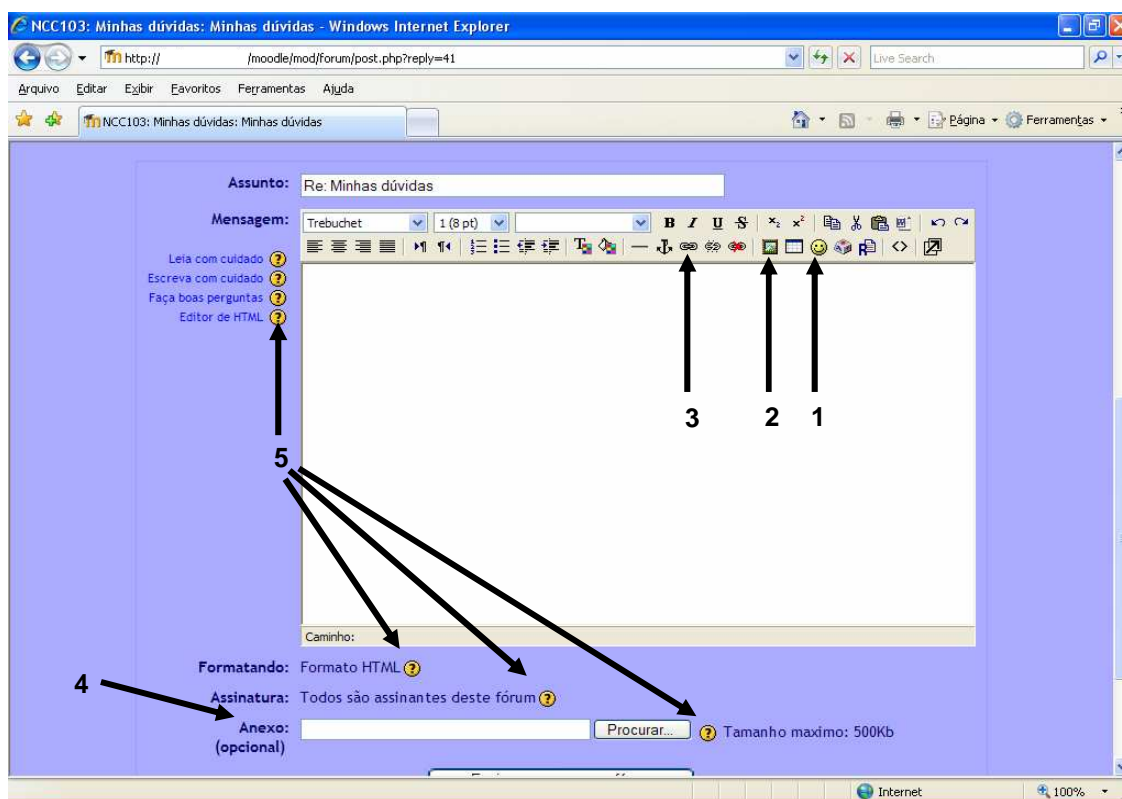 NCC103: Minhas dúvidas: Minhas dúvidas - Windows Internet Explorer
http:// /moodle/mod/forum/post.php?reply=41
Live Search
Arquivo Editar Exibir Favoritos Ferramentas Ajuda
NCC103: Minhas dúvidas: Minhas dúvidas
Página Ferramentas
Assunto: Re: Minhas dúvidas
Mensagem: Trebuchet 1 (8 pt)
Leia com cuidado
Escreva com cuidado
Faça boas perguntas
Editor de HTML
3 2 1
5
Caminho:
Formatando: Formato HTML
4
Assinatura: Todos são assinantes deste fórum
Anexo: Procurar... Tamanho maximo: 500Kb
(opcional)
Internet 100%